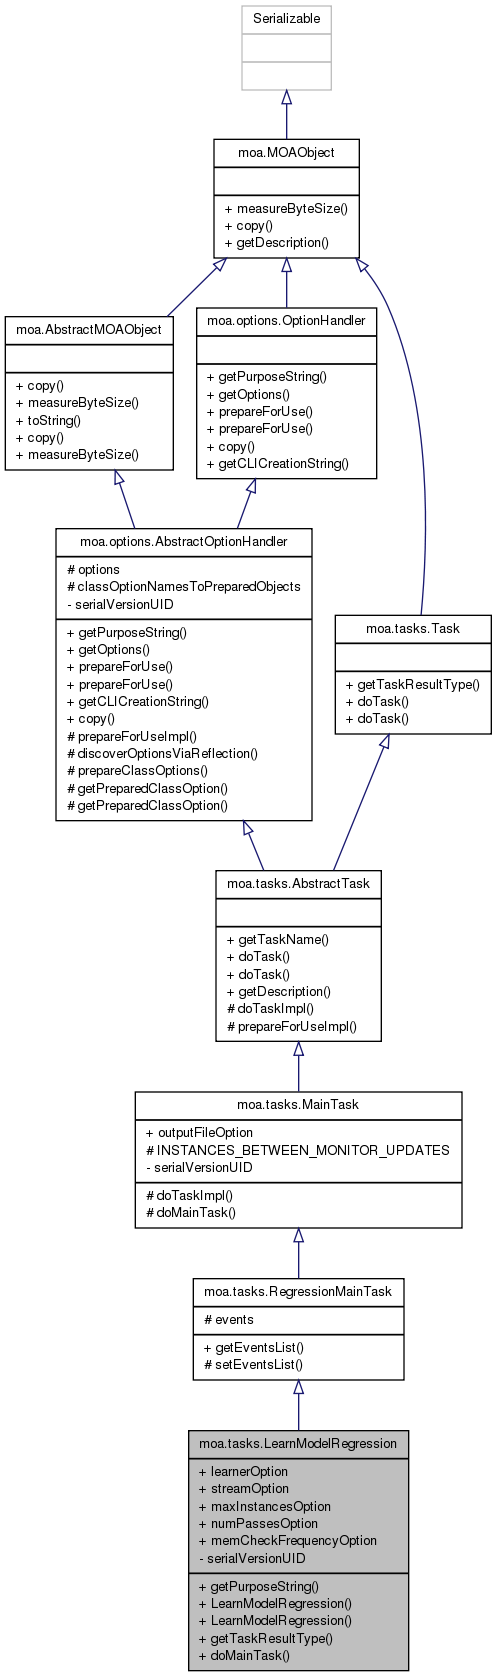 Serializable
moa.MOAObject
+ measureByteSize()
+ copy()
+ getDescription()
moa.AbstractMOAObject
+ copy()
+ measureByteSize()
+ toString()
+ copy()
+ measureByteSize()
moa.options.OptionHandler
+ getPurposeString()
+ getOptions()
+ prepareForUse()
+ prepareForUse()
+ copy()
+ getCLICreationString()
moa.options.AbstractOptionHandler
# options
# classOptionNamesToPreparedObjects
- serialVersionUID
+ getPurposeString()
+ getOptions()
+ prepareForUse()
+ prepareForUse()
+ getCLICreationString()
+ copy()
# prepareForUseImpl()
# discoverOptionsViaReflection()
# prepareClassOptions()
# getPreparedClassOption()
# getPreparedClassOption()
moa.tasks.Task
+ getTaskResultType()
+ doTask()
+ doTask()
moa.tasks.AbstractTask
+ getTaskName()
+ doTask()
+ doTask()
+ getDescription()
# doTaskImpl()
# prepareForUseImpl()
moa.tasks.MainTask
+ outputFileOption
# INSTANCES_BETWEEN_MONITOR_UPDATES
- serialVersionUID
# doTaskImpl()
# doMainTask()
moa.tasks.RegressionMainTask
# events
+ getEventsList()
# setEventsList()
moa.tasks.LearnModelRegression
+ learnerOption
+ streamOption
+ maxInstancesOption
+ numPassesOption
+ memCheckFrequencyOption
- serialVersionUID
+ getPurposeString()
+ LearnModelRegression()
+ LearnModelRegression()
+ getTaskResultType()
+ doMainTask()